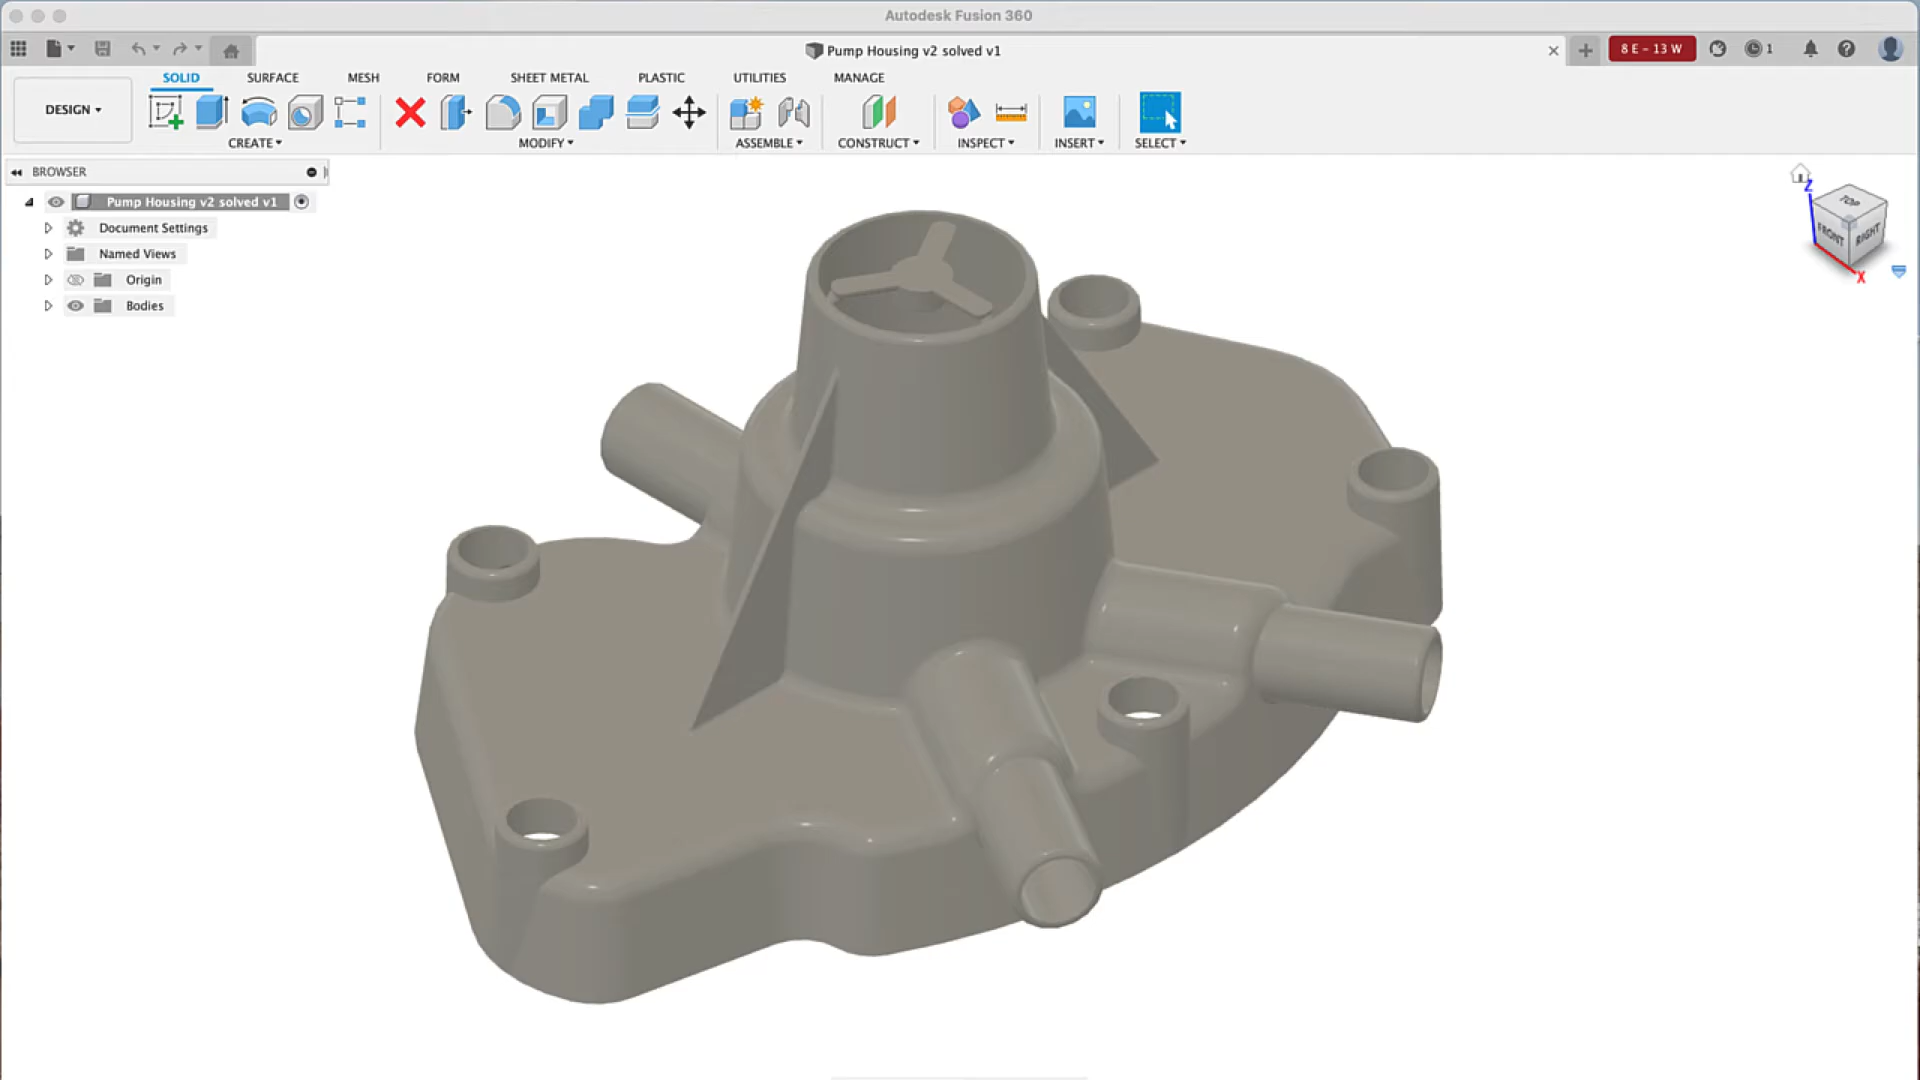 Autodesk Fusion 360
Pump Housing v2 solved v1
8 E - 13 W
1
DESIGN
SOLID SURFACE MESH FORM SHEET METAL PLASTIC UTILITIES MANAGE
CREATE MODIFY ASSEMBLE CONSTRUCT INSPECT INSERT SELECT
BROWSER
Pump Housing v2 solved v1
Document Settings
Named Views
Origin
Bodies
Z
TOP
FRONT
RIGHT
X